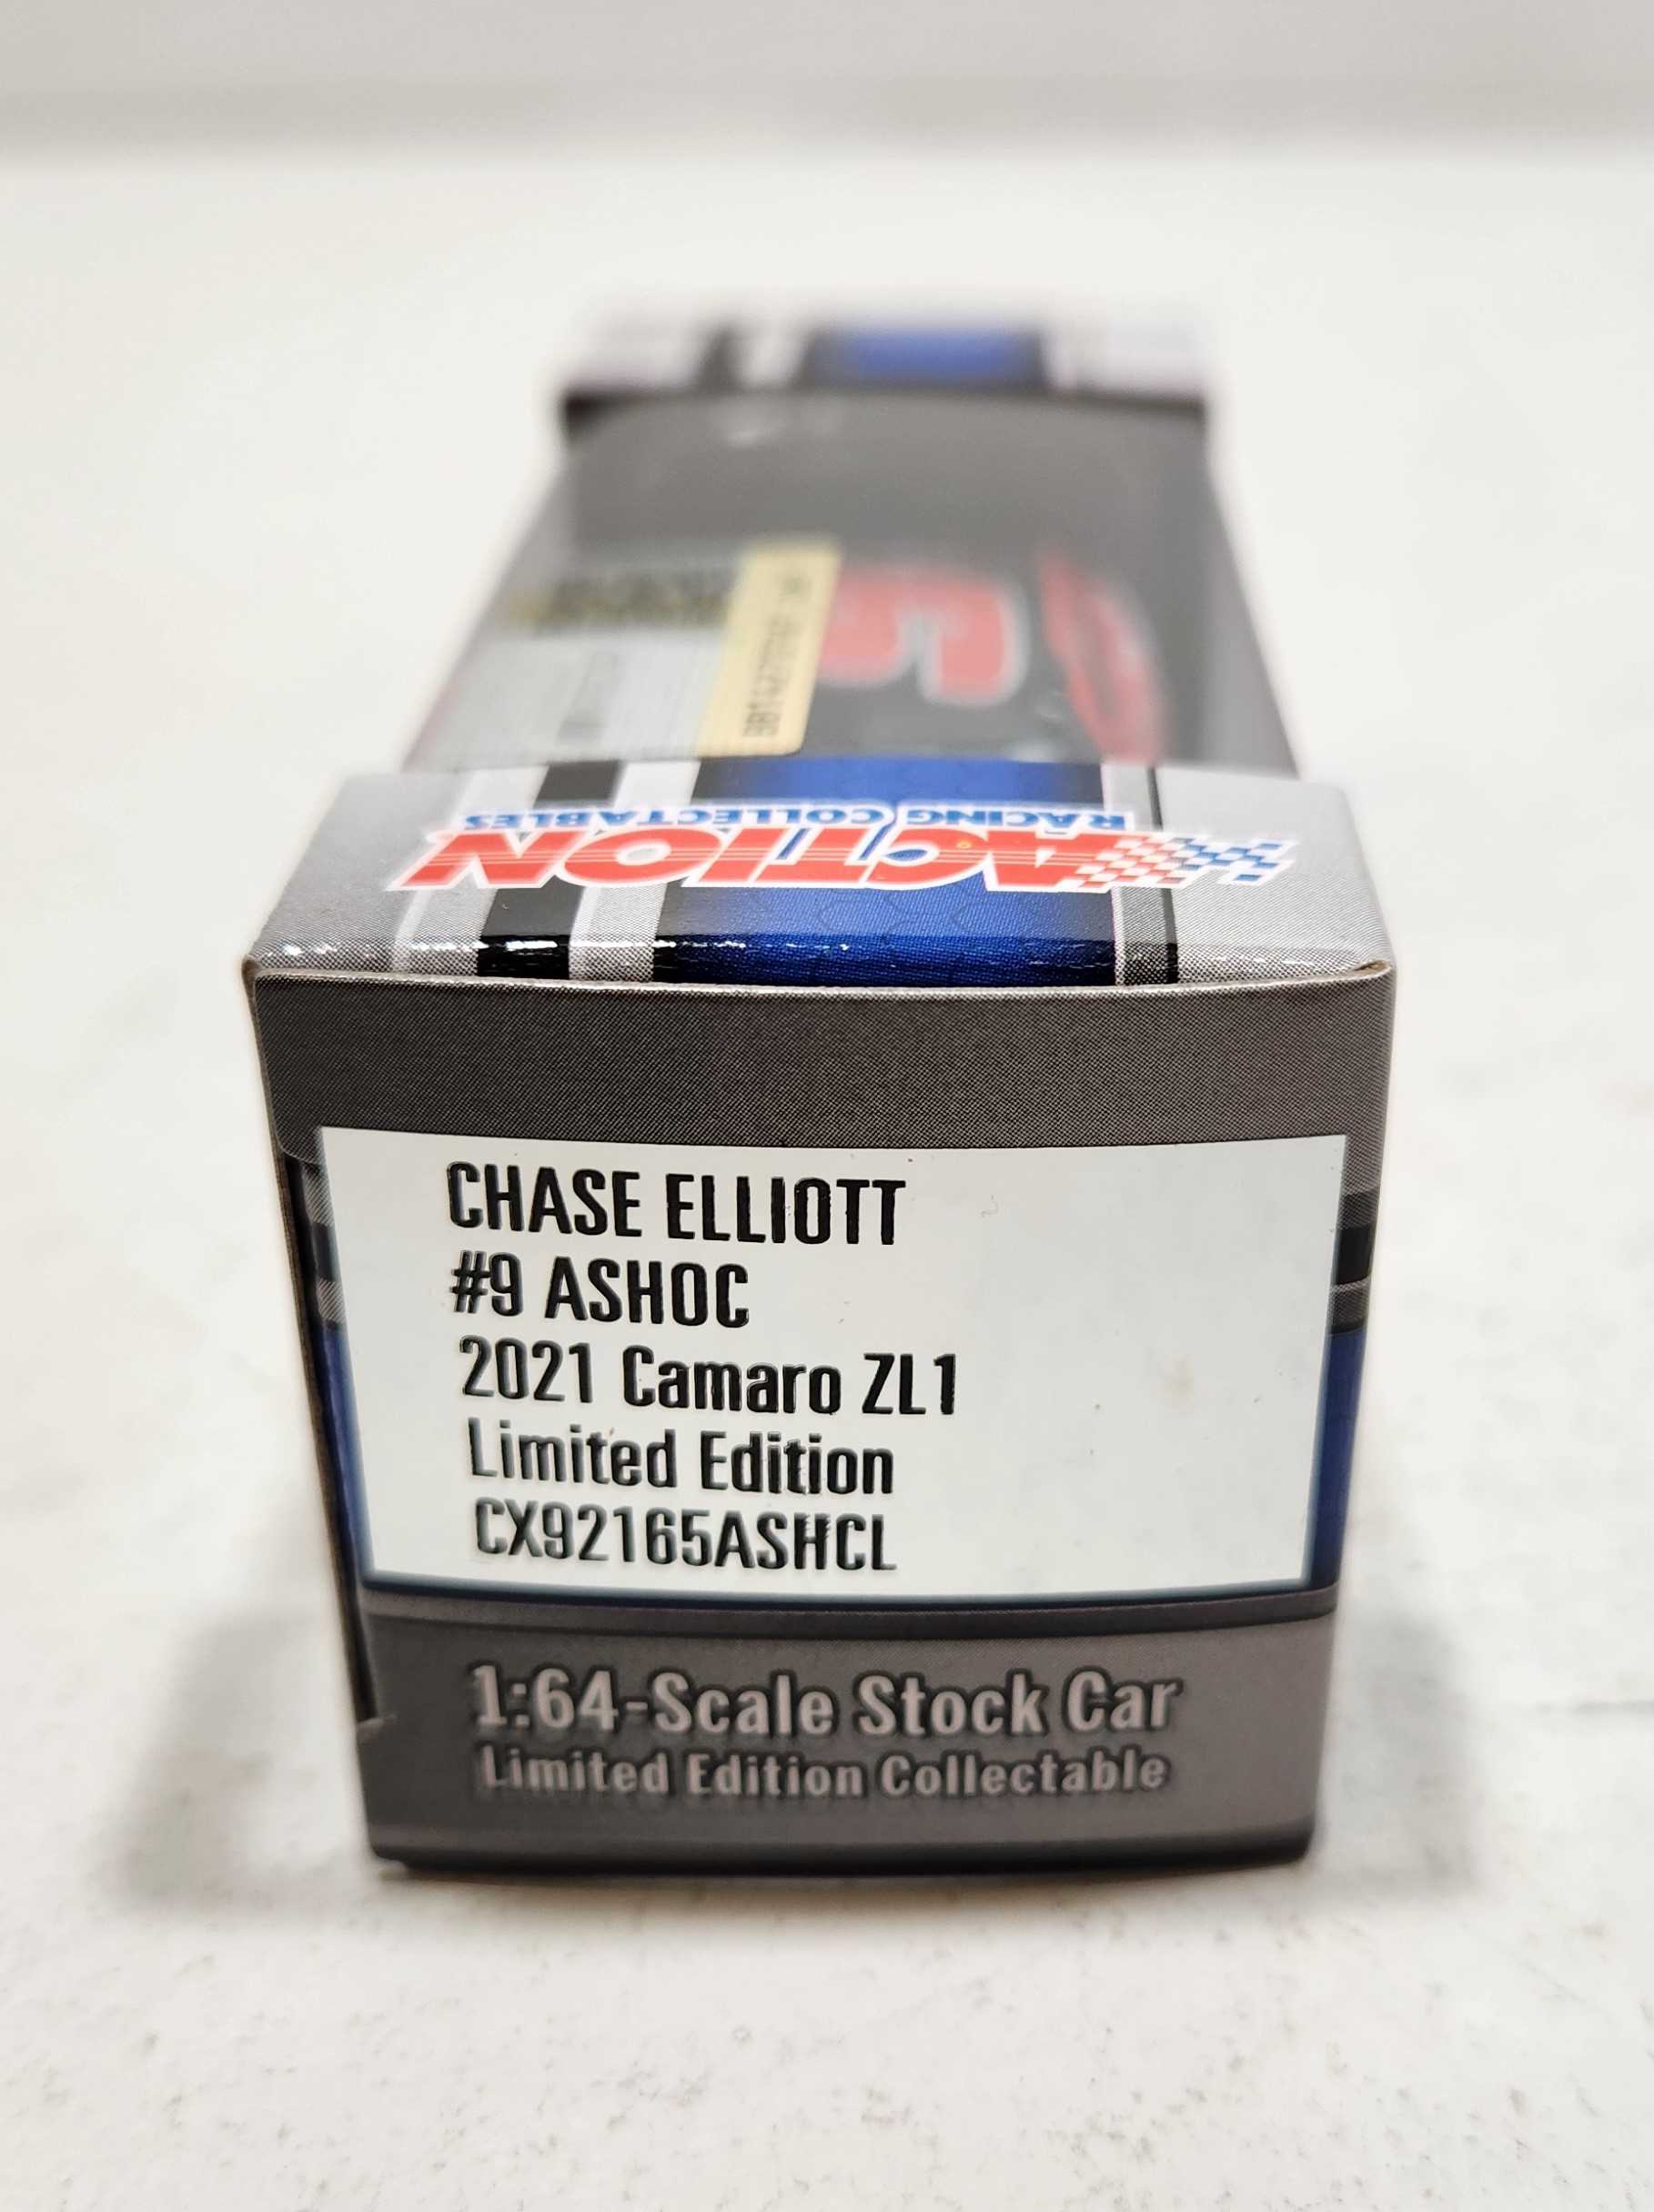 ACTION
RACING COLLECTABLES
CHASE ELLIOTT
#9 ASHOC
2021 Camaro ZL1
Limited Edition
CX92165ASHCL
1:64-Scale Stock Car
Limited Edition Collectable